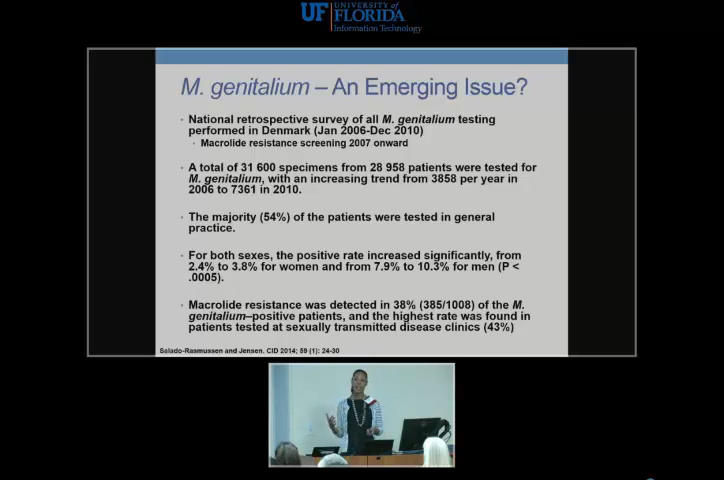 UF UNIVERSITY of
FLORIDA
Information Technology
M. genitalium – An Emerging Issue?
• National retrospective survey of all M. genitalium testing
performed in Denmark (Jan 2006-Dec 2010)
• Macrolide resistance screening 2007 onward
• A total of 31 600 specimens from 28 958 patients were tested for
M. genitalium, with an increasing trend from 3858 per year in
2006 to 7361 in 2010.
• The majority (54%) of the patients were tested in general
practice.
• For both sexes, the positive rate increased significantly, from
2.4% to 3.8% for women and from 7.9% to 10.3% for men (P <
.0005).
• Macrolide resistance was detected in 38% (385/1008) of the M.
genitalium–positive patients, and the highest rate was found in
patients tested at sexually transmitted disease clinics (43%)
Salado-Rasmussen and Jensen. CID 2014; 59 (1): 24-30